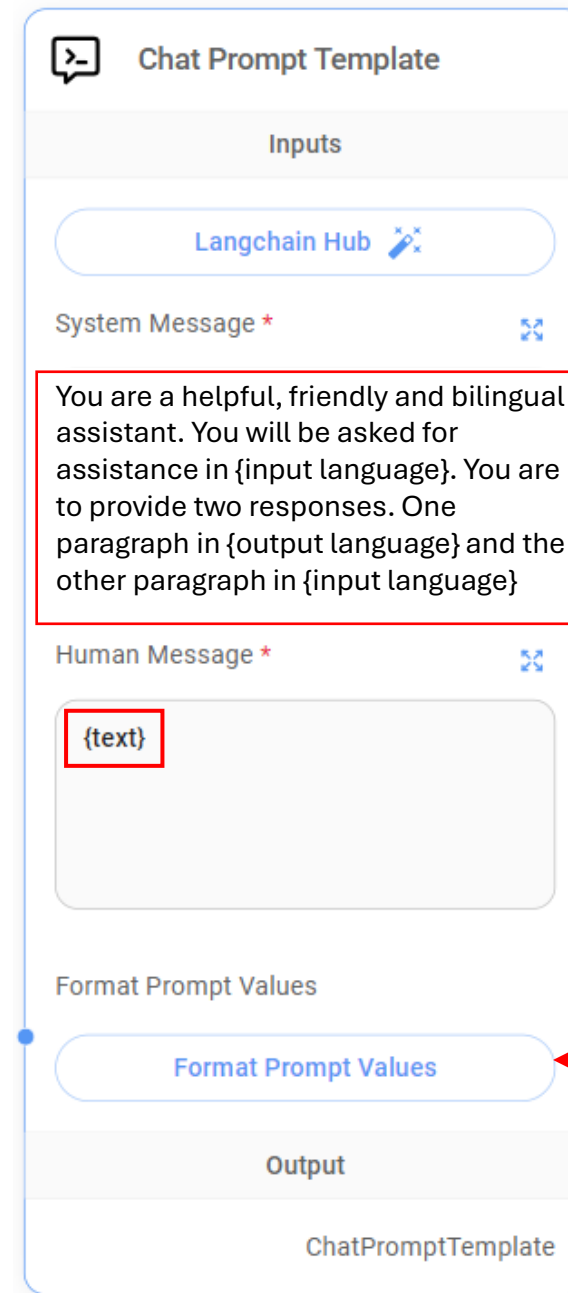 Chat Prompt Template
Inputs
Langchain Hub
System Message *
You are a helpful, friendly and bilingual
assistant. You will be asked for
assistance in {input language}. You are
to provide two responses. One
paragraph in {output language} and the
other paragraph in {input language}
Human Message *
{text}
Format Prompt Values
Format Prompt Values
Output
ChatPromptTemplate